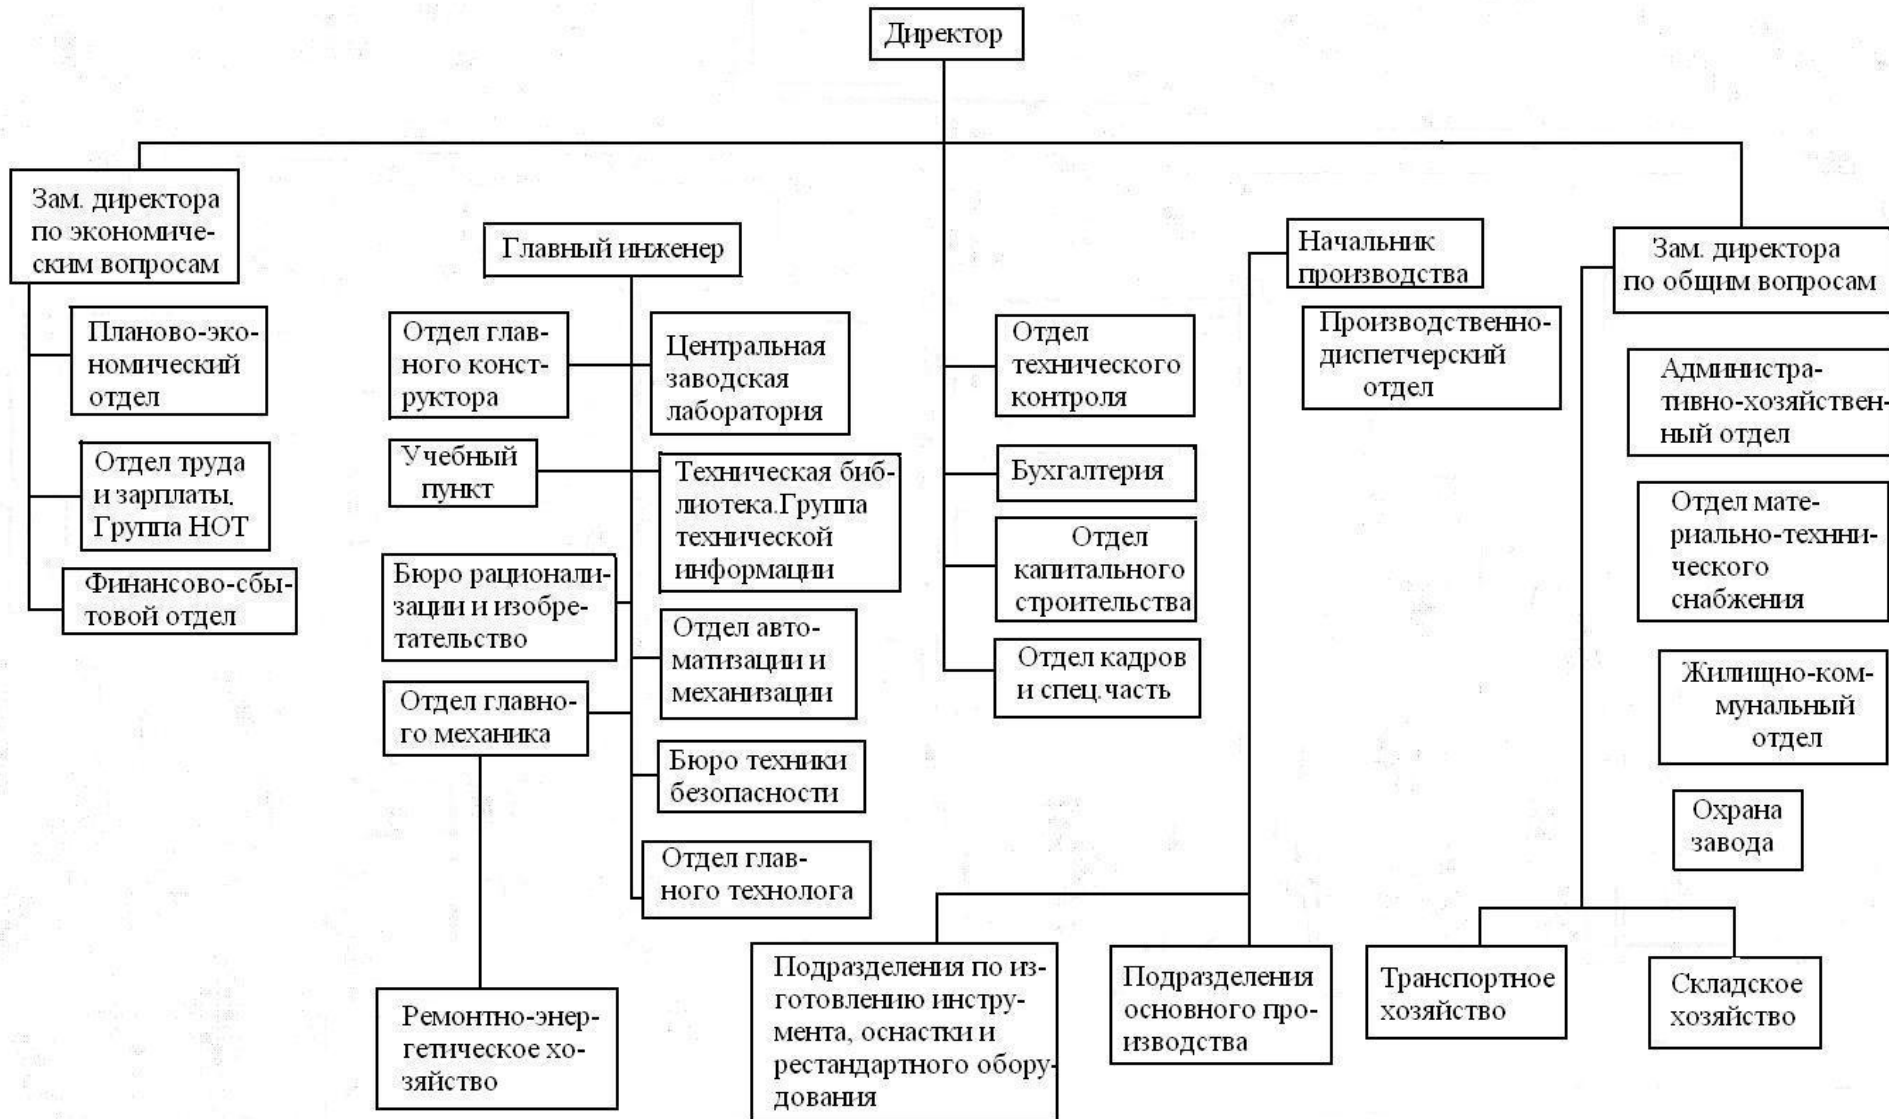 Директор
Зам. директора
по экономиче-
ским вопросам
Планово-эко-
номический
отдел
Отдел труда
и зарплаты.
Группа НОТ
Финансово-сбы-
товой отдел
Главный инженер
Отдел глав-
ного конст-
руктора
Центральная
заводская
лаборатория
Учебный
пункт
Техническая биб-
лиотека.Группа
технической
информации
Бюро рационали-
зации и изобре-
тательство
Отдел авто-
матизации и
механизации
Отдел главно-
го механика
Бюро техники
безопасности
Отдел глав-
ного технолога
Ремонтно-энер-
гетическое хо-
зяйство
Отдел
технического
контроля
Бухгалтерия
Отдел
капитального
строительства
Отдел кадров
и спец.часть
Начальник
производства
Производственно-
диспетчерский
отдел
Подразделения по из-
готовлению инстру-
мента, оснастки и
рестандартного обору-
дования
Подразделения
основного про-
изводства
Зам. директора
по общим вопросам
Администра-
тивно-хозяйствен-
ный отдел
Отдел мате-
риально-технни-
ческого
снабжения
Жилищно-ком-
мунальный
отдел
Охрана
завода
Транспортное
хозяйство
Складское
хозяйство